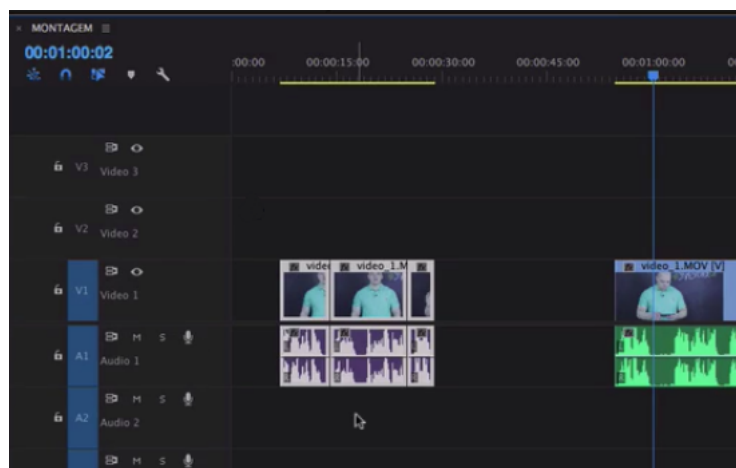 × MONTAGEM ≡
00:01:00:02
:00:00 00:00:15:00 00:00:30:00 00:00:45:00 00:01:00:00
V3 Video 3
V2 Video 2
video_1.M video_1.MOV [V]
V1 Video 1
M S
A1 Audio 1
M S
A2 Audio 2
M S